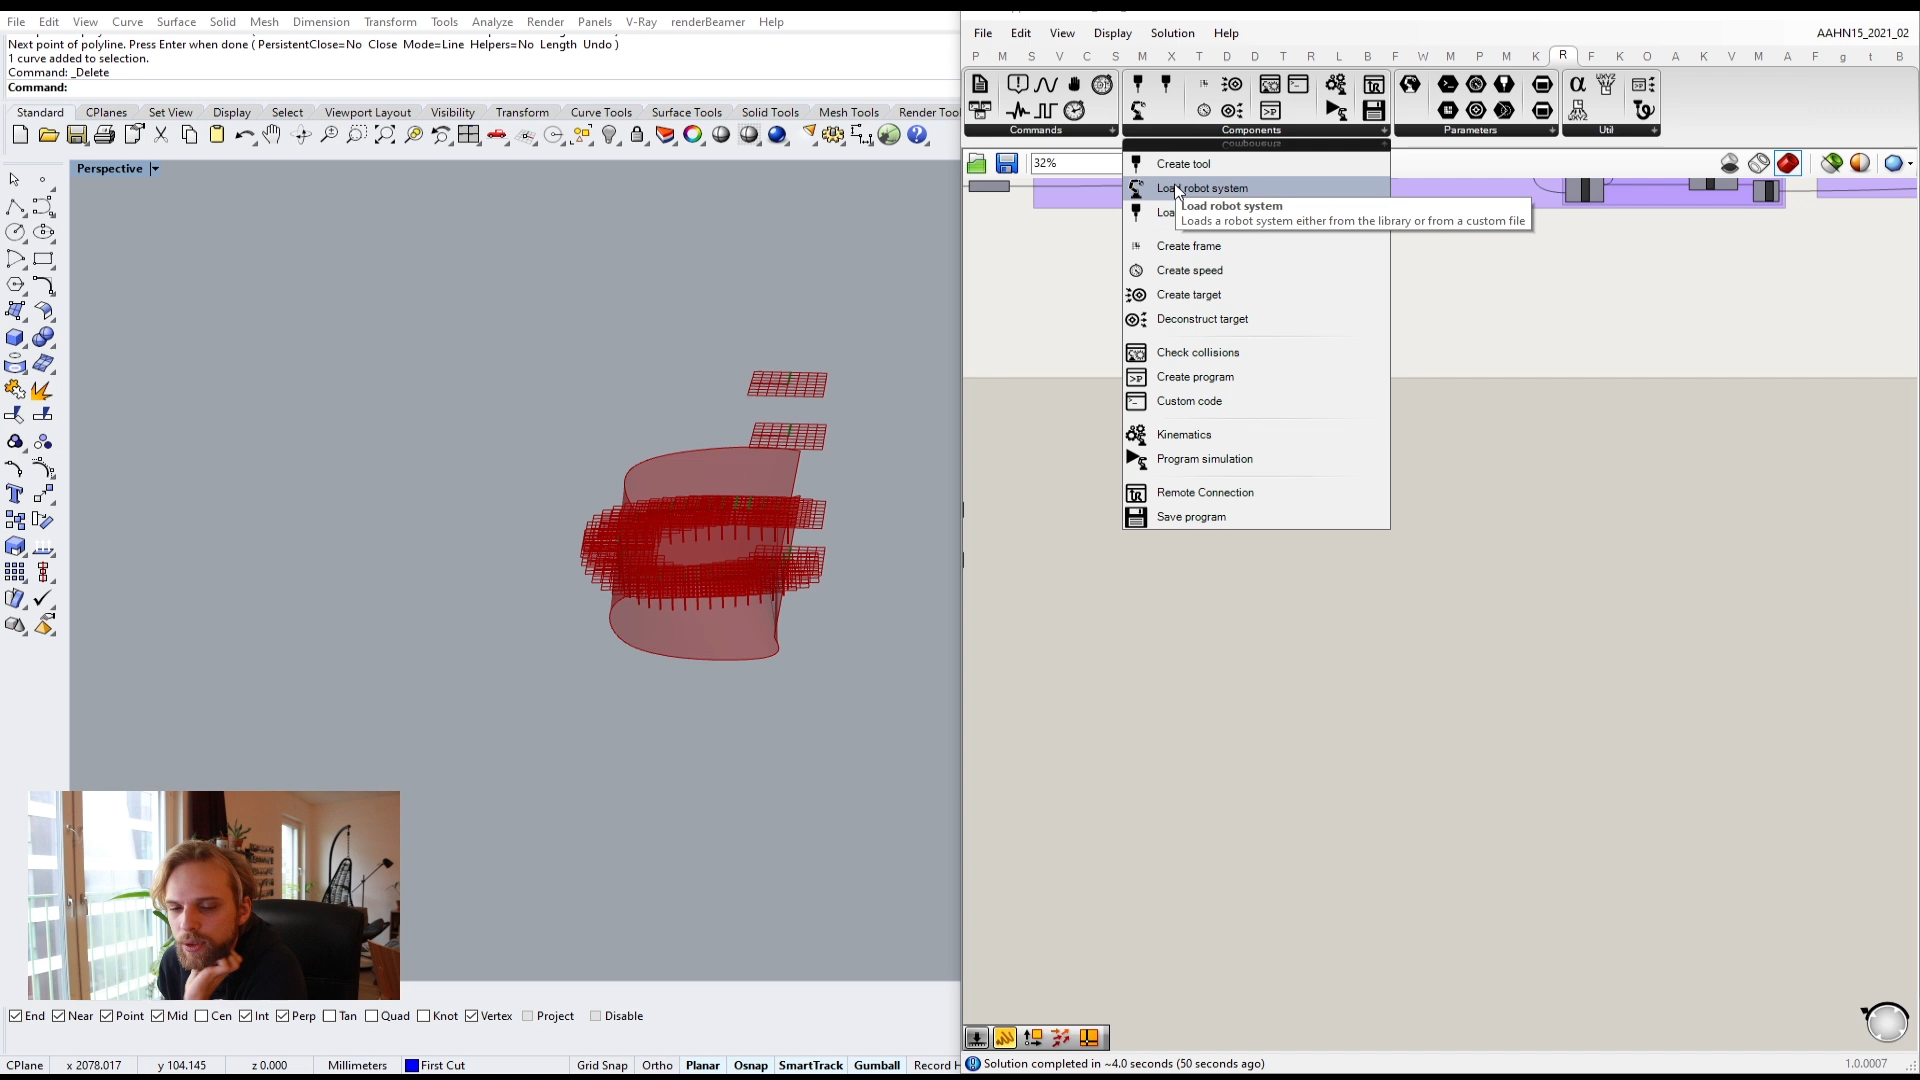 File Edit View Curve Surface Solid Mesh Dimension Transform Tools Analyze Render Panels V-Ray renderBeamer Help
Next point of polyline. Press Enter when done ( PersistentClose=No Close Mode=Line Helpers=No Length Undo )
1 curve added to selection.
Command: _Delete
Command:
Standard CPlanes Set View Display Select Viewport Layout Visibility Transform Curve Tools Surface Tools Solid Tools Mesh Tools Render Tool
Perspective
End Near Point Mid Cen Int Perp Tan Quad Knot Vertex Project Disable
CPlane x 2078.017 y 104.145 z 0.000 Millimeters First Cut Grid Snap Ortho Planar Osnap SmartTrack Gumball Record H
File Edit View Display Solution Help AAHN15_2021_02
P M S V C S M X T D D T R L B F W M P M K R F K O A K V M A F g t B
Commands Components Parameters Util
32%
Components
Create tool
Load robot system
Loa
Load robot system
Loads a robot system either from the library or from a custom file
Create frame
Create speed
Create target
Deconstruct target
Check collisions
Create program
Custom code
Kinematics
Program simulation
Remote Connection
Save program
Solution completed in ~4.0 seconds (50 seconds ago) 1.0.0007